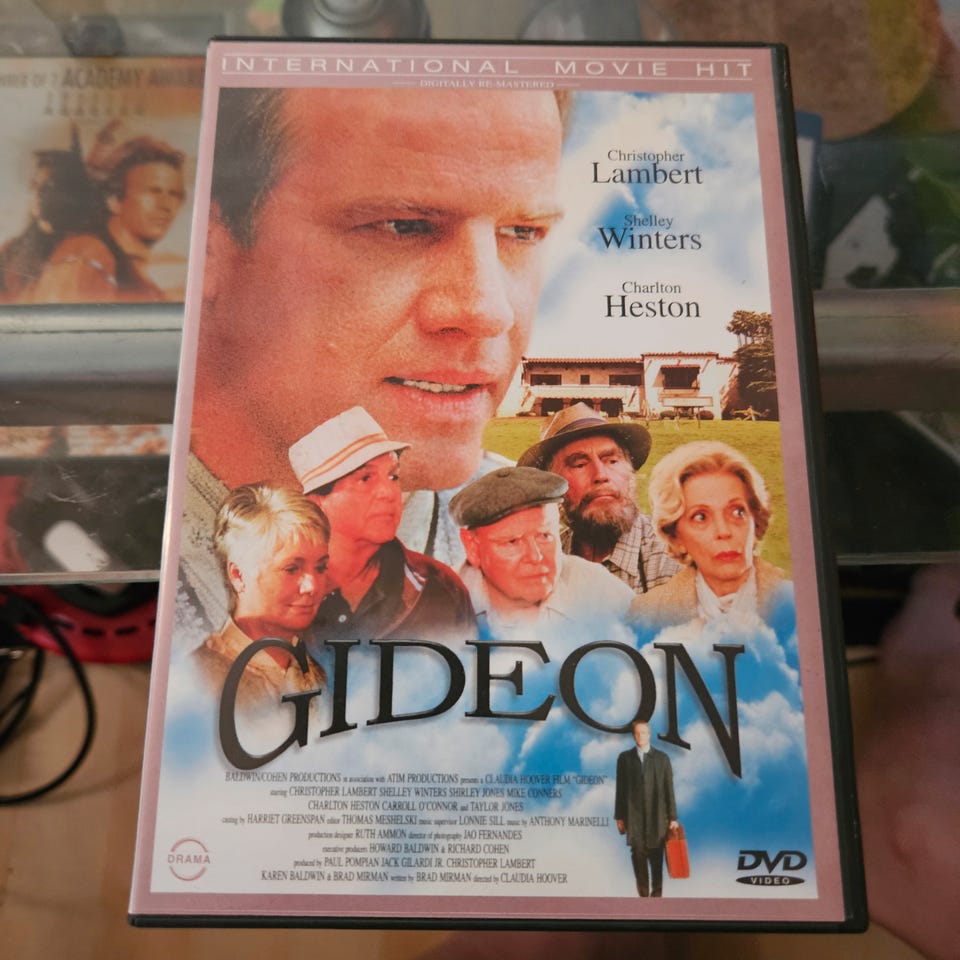 ACADEMY AWAR
INTERNATIONAL MOVIE HIT
DIGITALLY RE-MASTERED
Christopher
Lambert
Shelley
Winters
Charlton
Heston
GIDEON
BALDWIN/COHEN PRODUCTIONS in association with ATIM PRODUCTIONS presents a CLAUDIA HOOVER FILM "GIDEON"
starring CHRISTOPHER LAMBERT SHELLEY WINTERS SHIRLEY JONES MIKE CONNERS
CHARLTON HESTON CARROLL O'CONNOR and TAYLOR JONES
casting by HARRIET GREENSPAN editor THOMAS MESHELSKI music supervisor LONNIE SILL music by ANTHONY MARINELLI
production designer RUTH AMMON director of photography JAO FERNANDES
executive producers HOWARD BALDWIN & RICHARD COHEN
produced by PAUL POMPIAN JACK GILARDI JR. CHRISTOPHER LAMBERT
KAREN BALDWIN & BRAD MIRMAN written by BRAD MIRMAN directed by CLAUDIA HOOVER
DRAMA
DVD
VIDEO